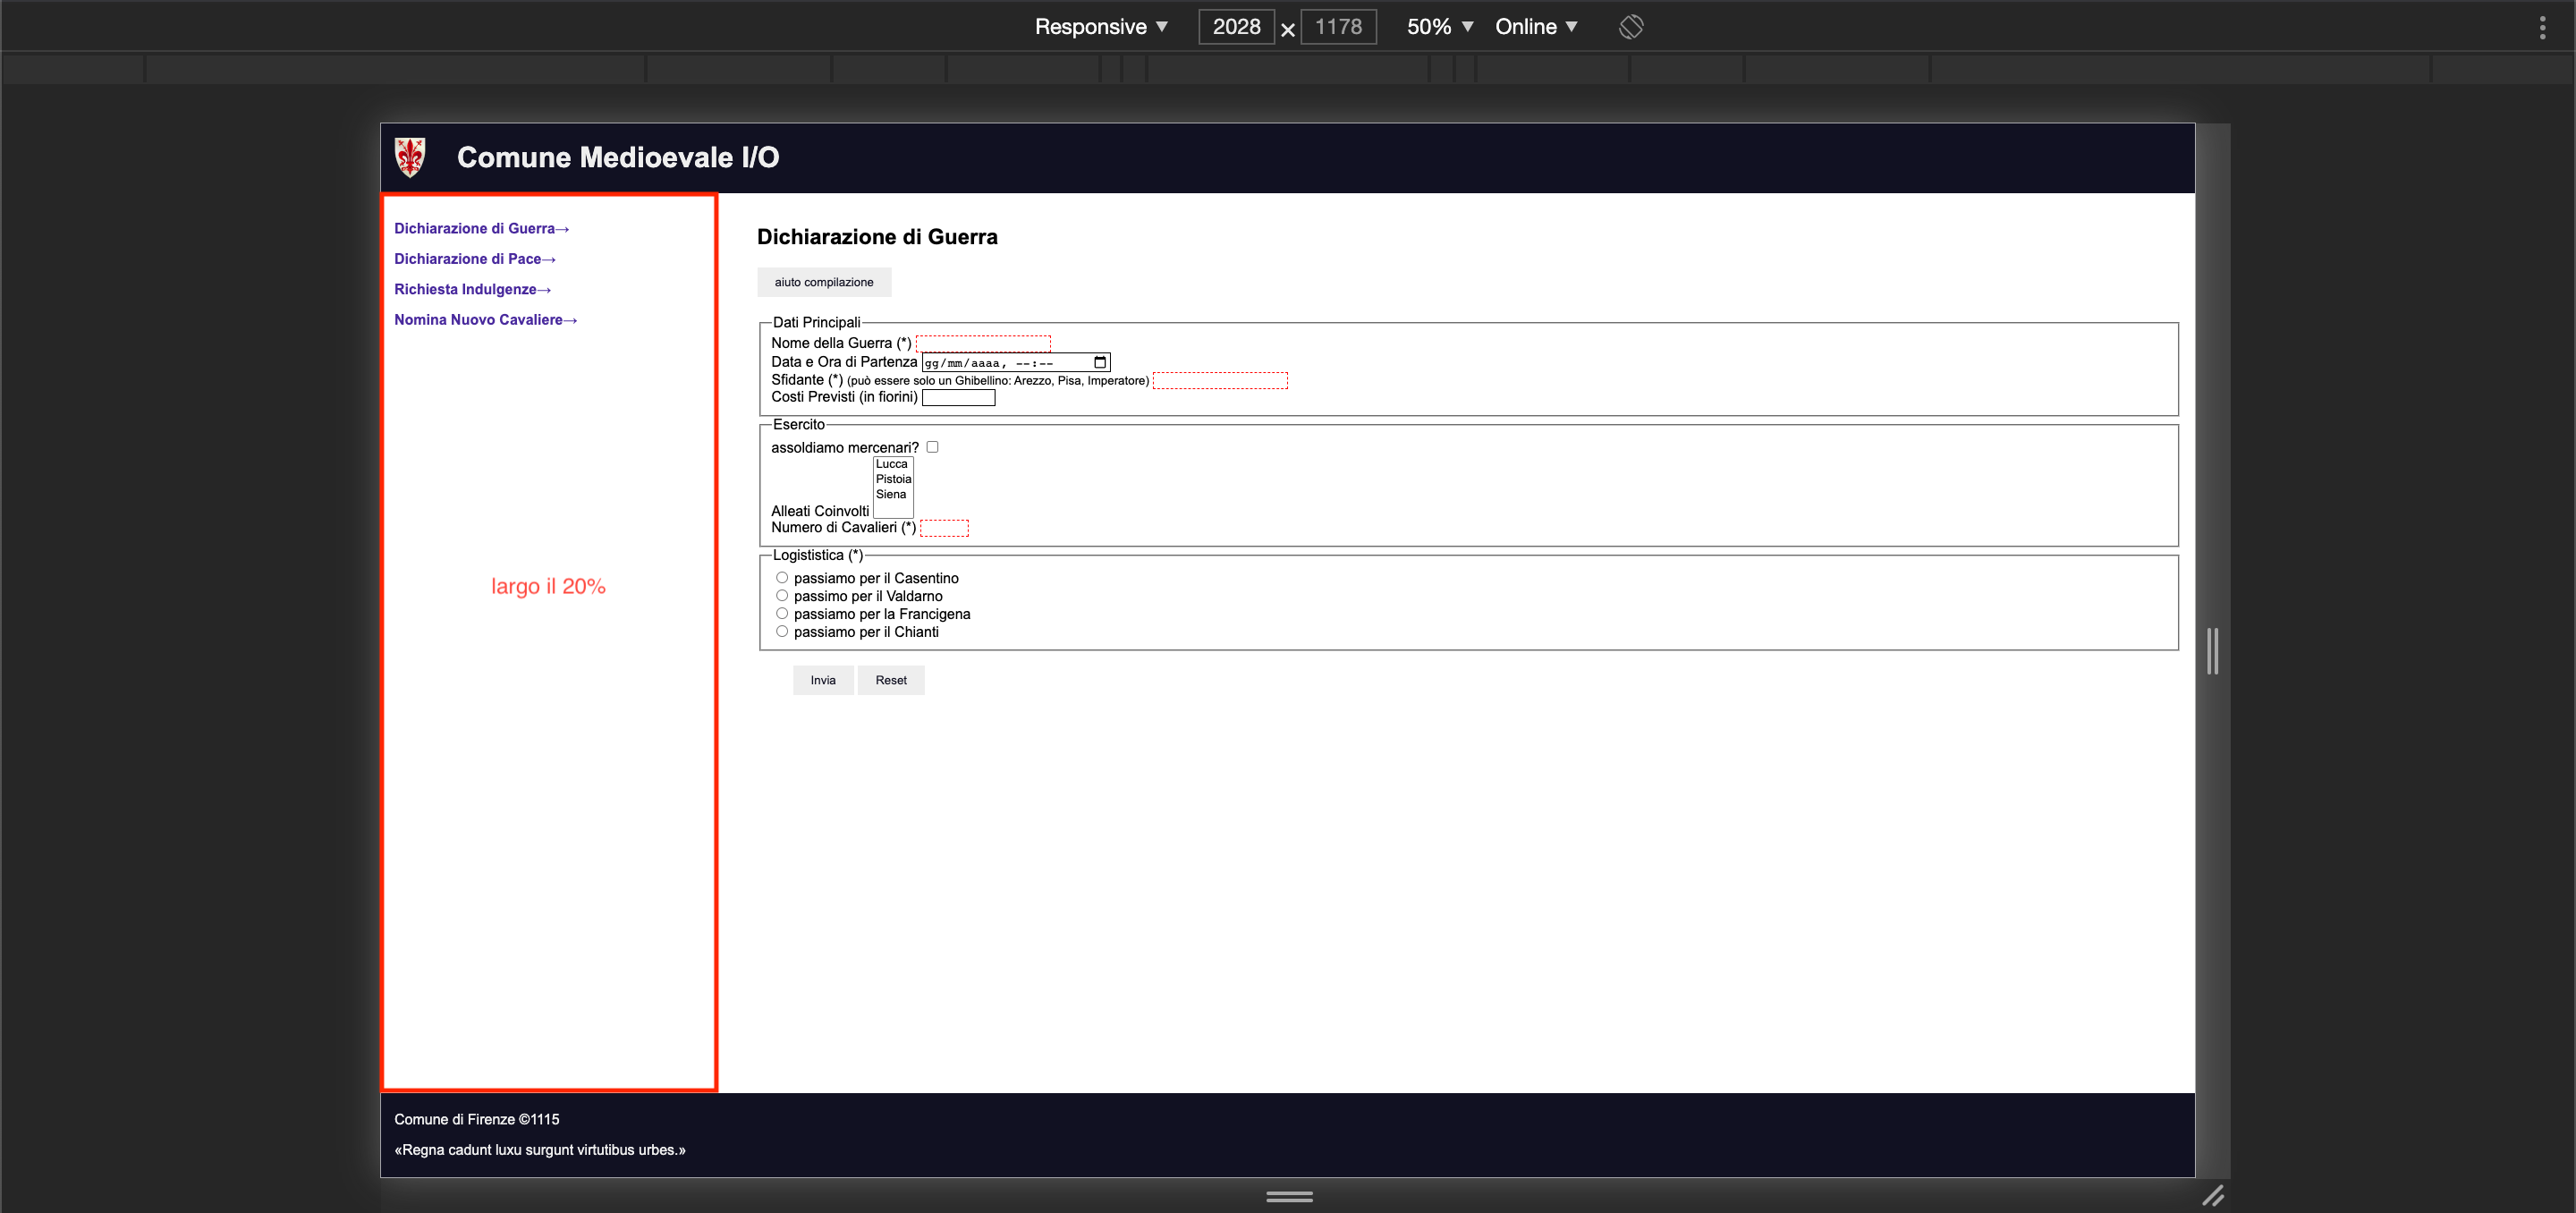 Responsive ▼ 2028 × 1178 50% ▼ Online ▼
Comune Medioevale I/O
Dichiarazione di Guerra→
Dichiarazione di Pace→
Richiesta Indulgenze→
Nomina Nuovo Cavaliere→
largo il 20%
Dichiarazione di Guerra
aiuto compilazione
Dati Principali
Nome della Guerra (*)
Data e Ora di Partenza gg/mm/aaaa, --:--
Sfidante (*) (può essere solo un Ghibellino: Arezzo, Pisa, Imperatore)
Costi Previsti (in fiorini)
Esercito
assoldiamo mercenari?
Lucca
Pistoia
Siena
Alleati Coinvolti
Numero di Cavalieri (*)
Logististica (*)
passiamo per il Casentino
passimo per il Valdarno
passiamo per la Francigena
passiamo per il Chianti
Invia Reset
Comune di Firenze ©1115
«Regna cadunt luxu surgunt virtutibus urbes.»